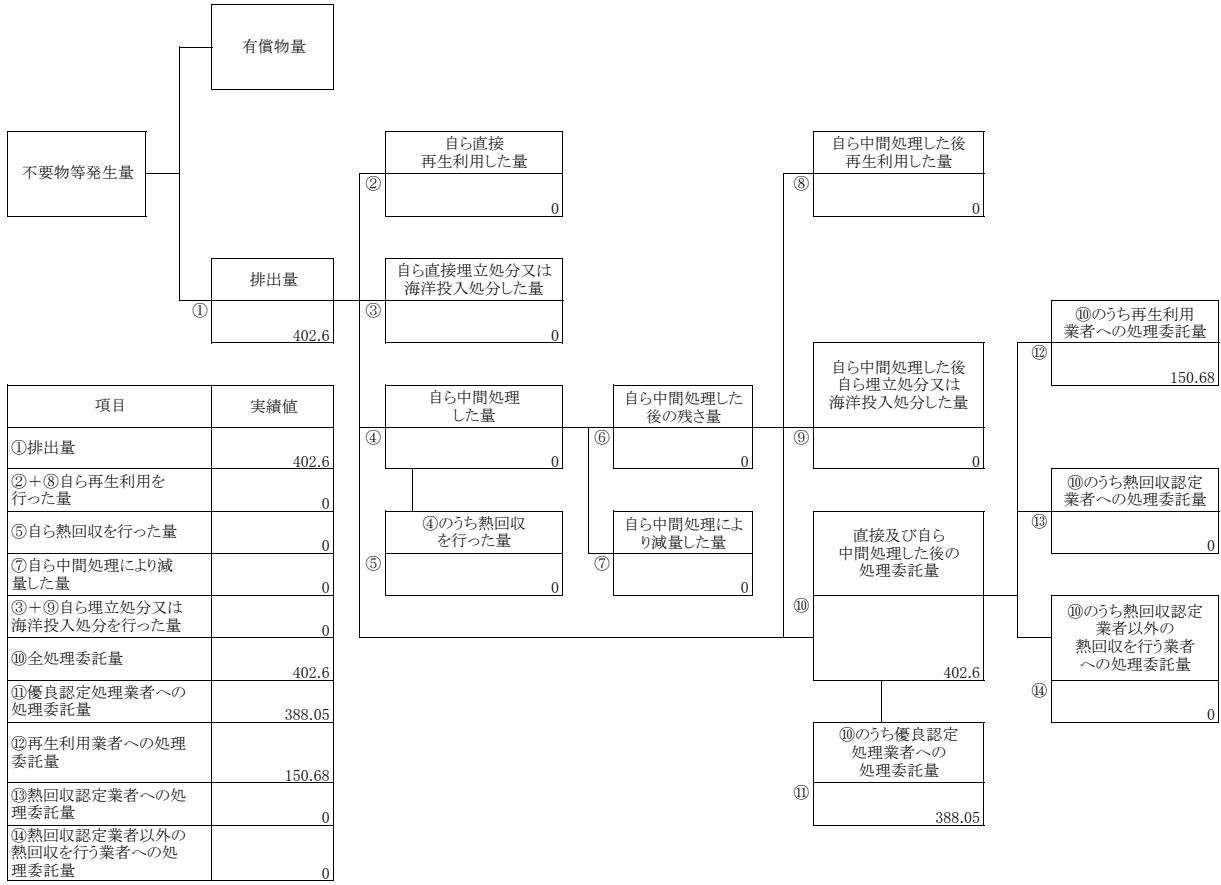 有償物量
不要物等発生量
自ら直接
再生利用した量
②
0
自ら中間処理した後
再生利用した量
⑧
0
排出量
①
402.6
自ら直接埋立処分又は
海洋投入処分した量
③
0
⑩のうち再生利用
業者への処理委託量
⑫
150.68
自ら中間処理した後
自ら埋立処分又は
海洋投入処分した量
⑨
0
自ら中間処理
した量
④
0
自ら中間処理した
後の残さ量
⑥
0
⑩のうち熱回収認定
業者への処理委託量
⑬
0
④のうち熱回収
を行った量
⑤
0
自ら中間処理によ
り減量した量
⑦
0
直接及び自ら
中間処理した後の
処理委託量
⑩
402.6
⑩のうち熱回収認定
業者以外の
熱回収を行う業者
への処理委託量
⑭
0
⑩のうち優良認定
処理業者への
処理委託量
⑪
388.05
項目 実績値
①排出量
402.6
②+⑧自ら再生利用を
行った量
0
⑤自ら熱回収を行った量
0
⑦自ら中間処理により減
量した量
0
③+⑨自ら埋立処分又は
海洋投入処分を行った量
0
⑩全処理委託量
402.6
⑪優良認定処理業者への
処理委託量
388.05
⑫再生利用業者への処理
委託量
150.68
⑬熱回収認定業者への処
理委託量
0
⑭熱回収認定業者以外の
熱回収を行う業者への処
理委託量
0